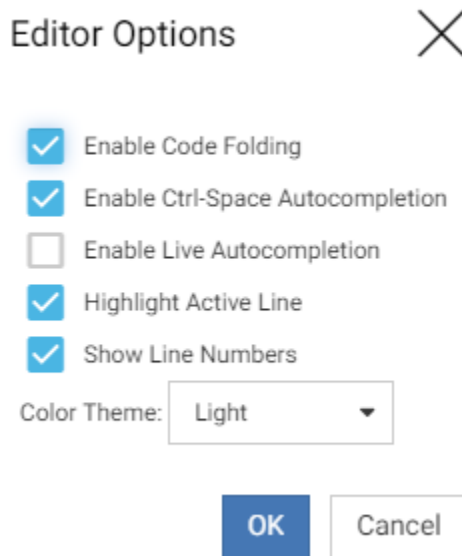 Editor Options
Enable Code Folding
Enable Ctrl-Space Autocompletion
Enable Live Autocompletion
Highlight Active Line
Show Line Numbers
Color Theme: Light
OK Cancel